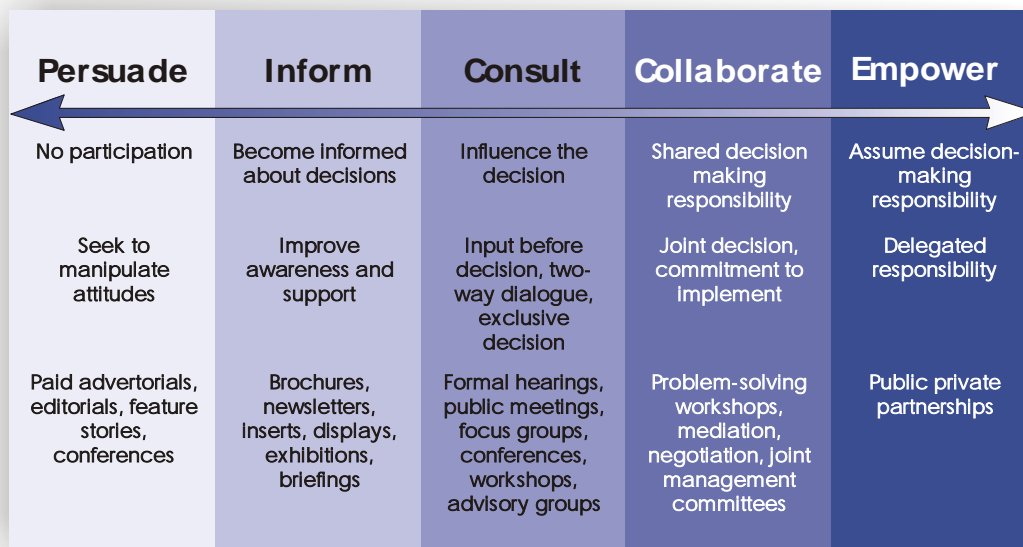 Persuade
Inform
Consult
Collaborate
Empower
No participation
Become informed
about decisions
Influence the
decision
Shared decision
making
responsibility
Assume decision-
making
responsibility
Seek to
manipulate
attitudes
Improve
awareness and
support
Input before
decision, two-
way dialogue,
exclusive
decision
Joint decision,
commitment to
implement
Delegated
responsibility
Paid advertorials,
editorials, feature
stories,
conferences
Brochures,
newsletters,
inserts, displays,
exhibitions,
briefings
Formal hearings,
public meetings,
focus groups,
conferences,
workshops,
advisory groups
Problem-solving
workshops,
mediation,
negotiation, joint
management
committees
Public private
partnerships